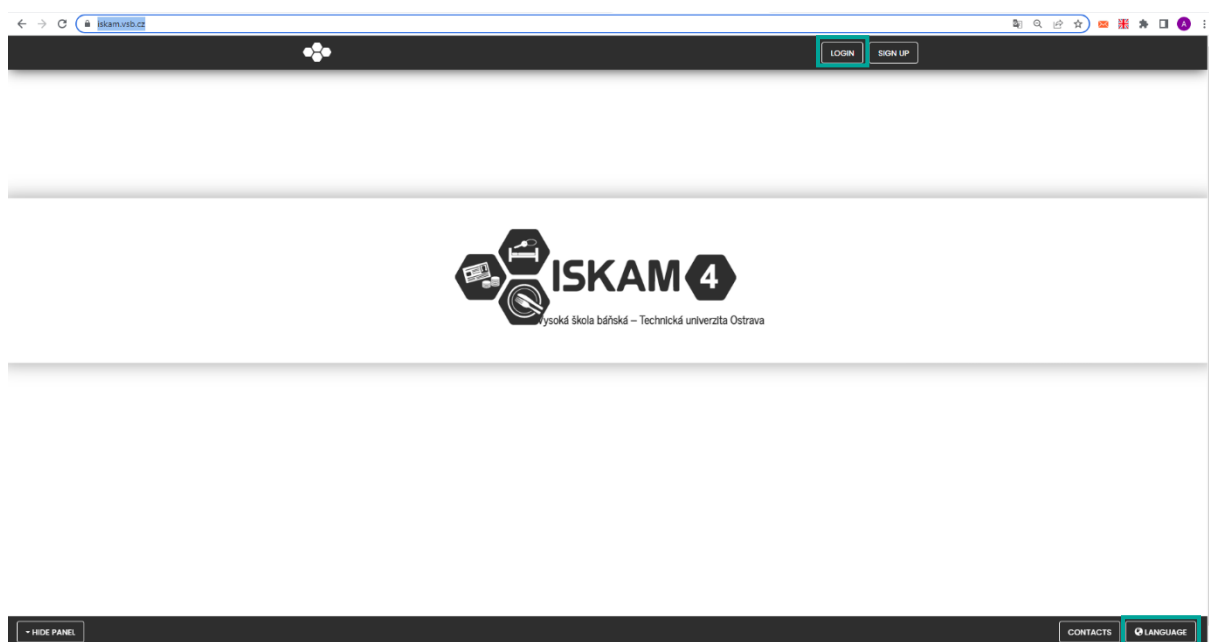 iskam.vsb.cz
A
LOGIN
SIGN UP
ISKAM 4
Vysoká škola báňská – Technická univerzita Ostrava
HIDE PANEL
CONTACTS
LANGUAGE